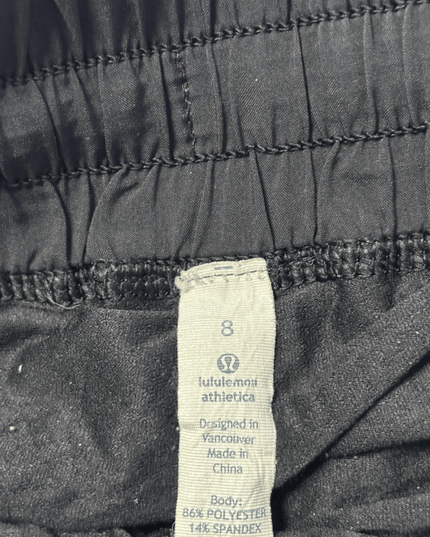 8
lululemon
athletica
Designed in
Vancouver
Made in
China
Body:
86% POLYESTER
14% SPANDEX